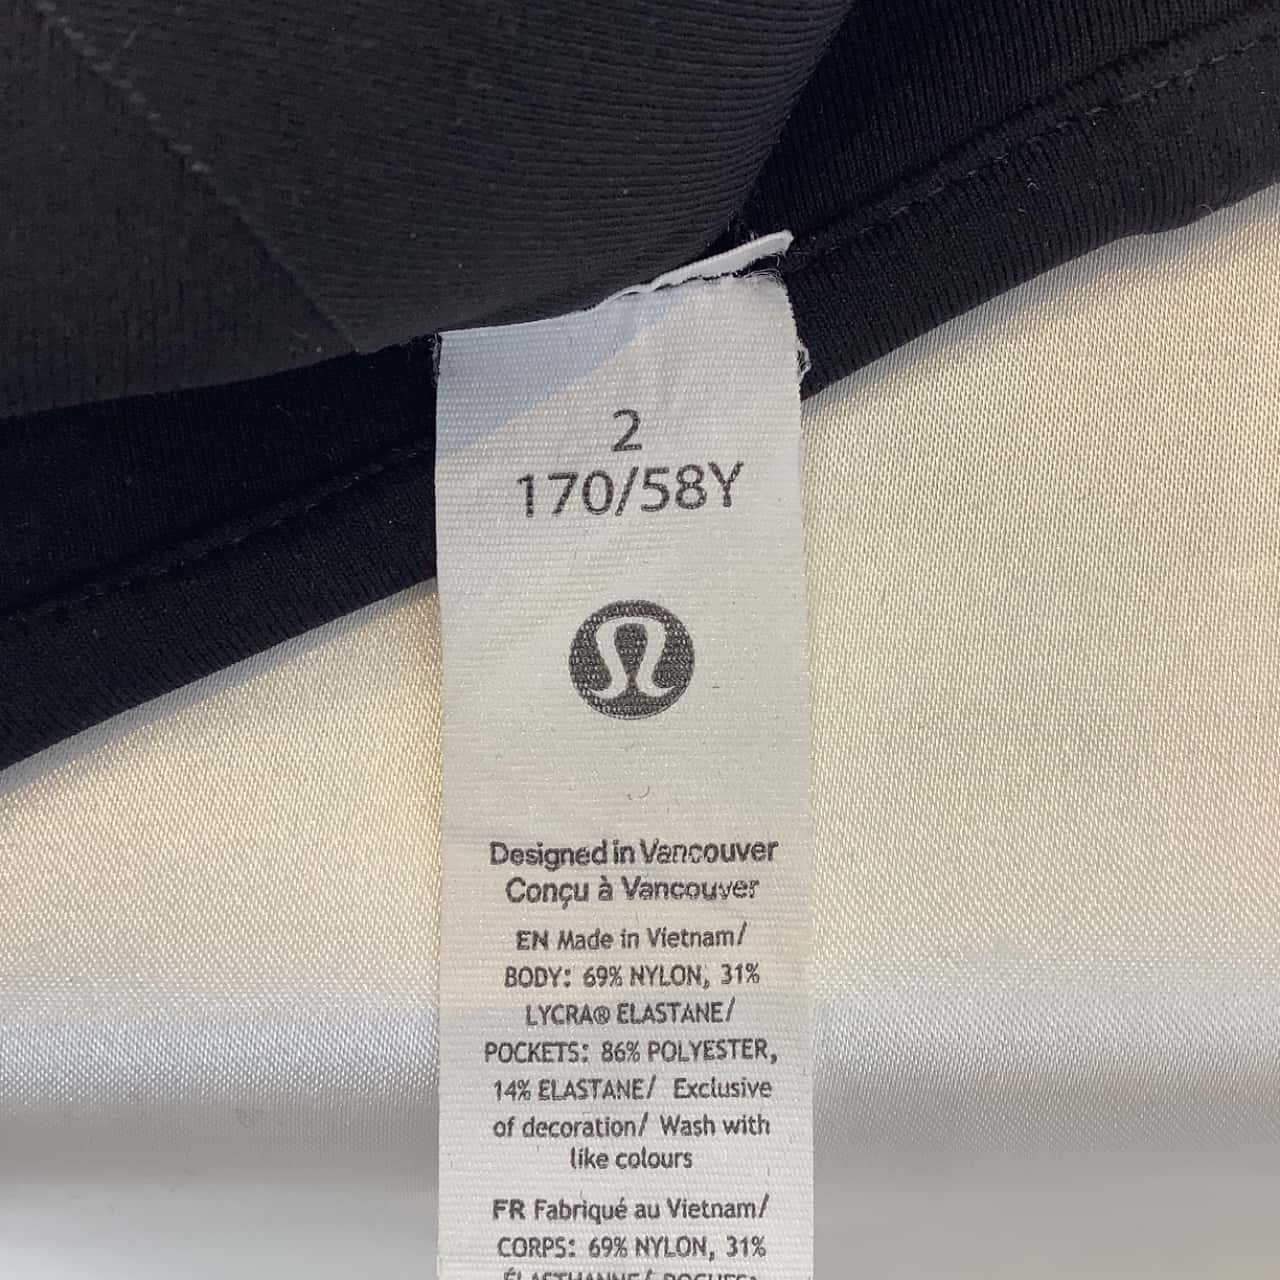 2
170/58Y
Designed in Vancouver
Conçu à Vancouver
EN Made in Vietnam/
BODY: 69% NYLON, 31%
LYCRA® ELASTANE/
POCKETS: 86% POLYESTER,
14% ELASTANE/ Exclusive
of decoration/ Wash with
like colours
FR Fabriqué au Vietnam/
CORPS: 69% NYLON, 31%
ÉLASTHANNE/ POCHES: